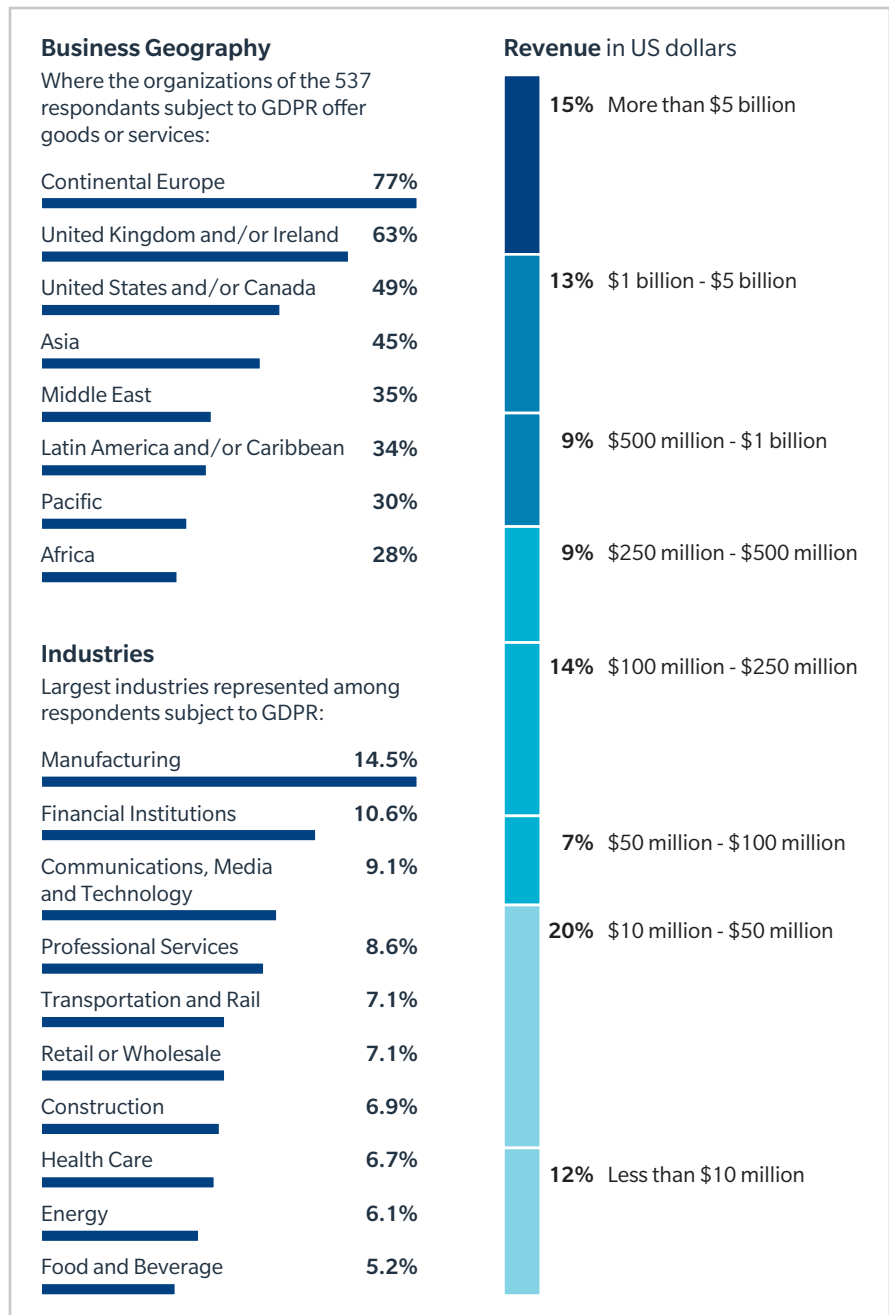 Business Geography
Where the organizations of the 537
respondants subject to GDPR offer
goods or services:
Continental Europe 77%
United Kingdom and/or Ireland 63%
United States and/or Canada 49%
Asia 45%
Middle East 35%
Latin America and/or Caribbean 34%
Pacific 30%
Africa 28%
Industries
Largest industries represented among
respondents subject to GDPR:
Manufacturing 14.5%
Financial Institutions 10.6%
Communications, Media 9.1%
and Technology
Professional Services 8.6%
Transportation and Rail 7.1%
Retail or Wholesale 7.1%
Construction 6.9%
Health Care 6.7%
Energy 6.1%
Food and Beverage 5.2%
Revenue in US dollars
15% More than $5 billion
13% $1 billion - $5 billion
9% $500 million - $1 billion
9% $250 million - $500 million
14% $100 million - $250 million
7% $50 million - $100 million
20% $10 million - $50 million
12% Less than $10 million